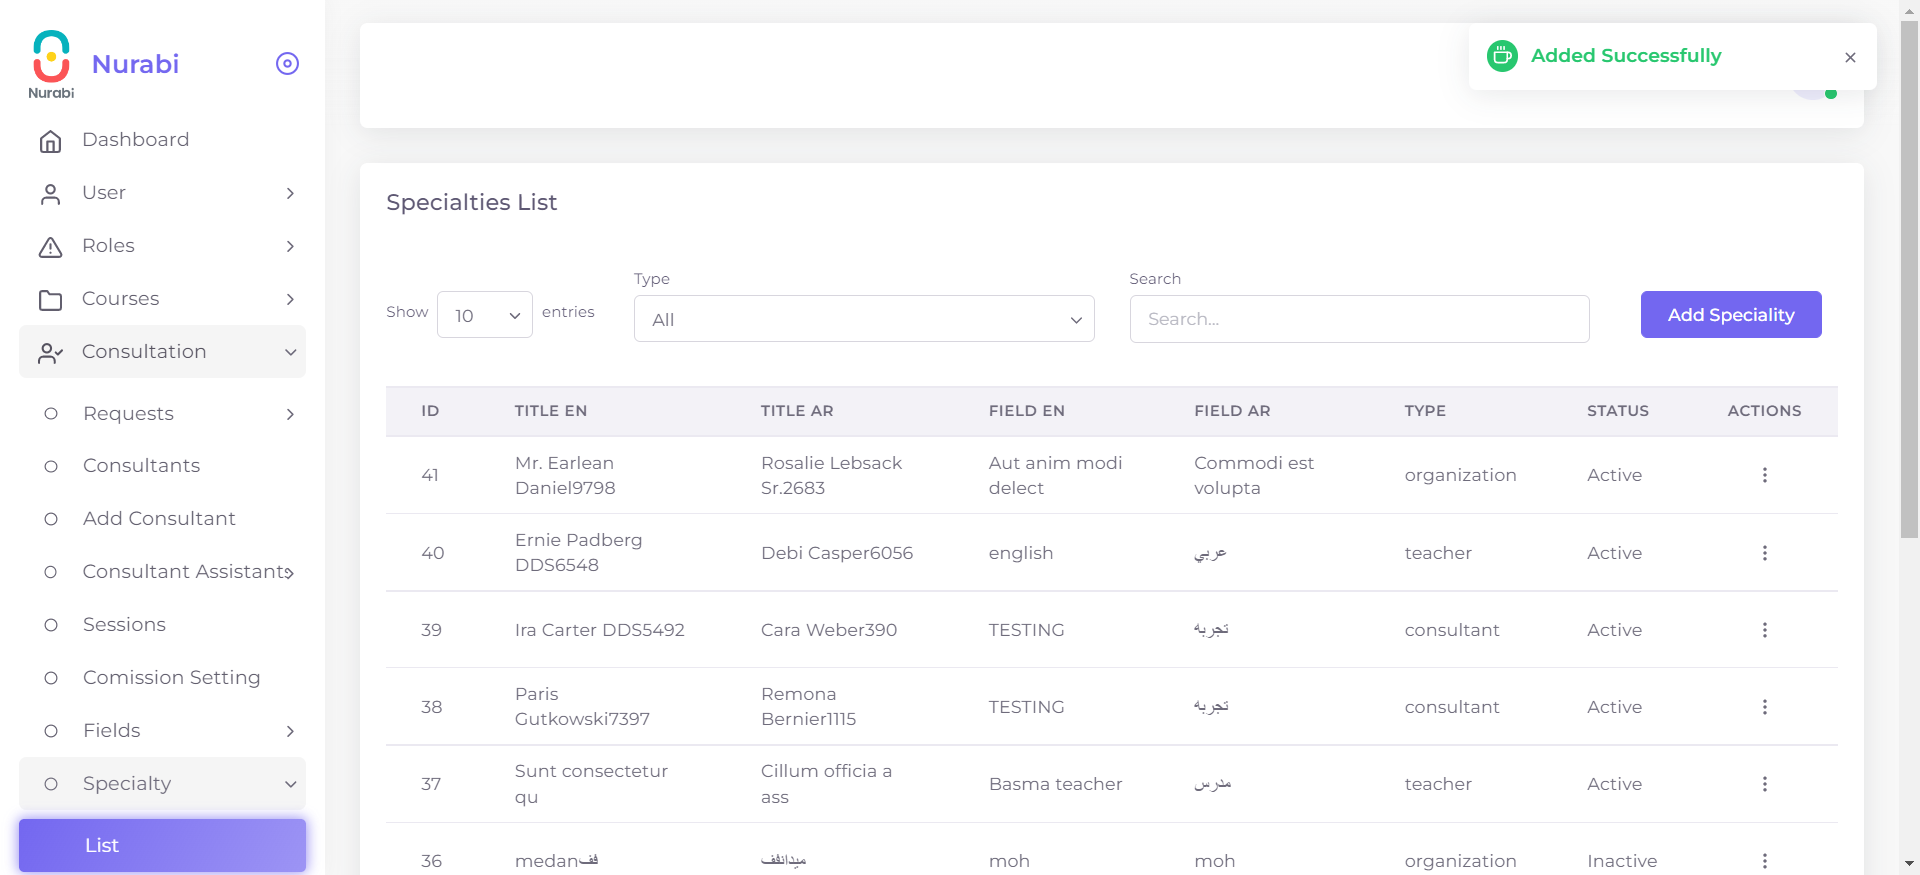 Nurabi
Nurabi
Dashboard
User
Roles
Courses
Consultation
Requests
Consultants
Add Consultant
Consultant Assistant
Sessions
Comission Setting
Fields
Specialty
List
Added Successfully
Specialties List
Show 10 entries
Type
All
Search
Search...
Add Speciality
ID TITLE EN TITLE AR FIELD EN FIELD AR TYPE STATUS ACTIONS
41 Mr. Earlean Daniel9798 Rosalie Lebsack Sr.2683 Aut anim modi delect Commodi est volupta organization Active
40 Ernie Padberg DDS6548 Debi Casper6056 english عربي teacher Active
39 Ira Carter DDS5492 Cara Weber390 TESTING تجربه consultant Active
38 Paris Gutkowski7397 Remona Bernier1115 TESTING تجربه consultant Active
37 Sunt consectetur qu Cillum officia a ass Basma teacher مدرس teacher Active
36 medanفف ميدانفف moh moh organization Inactive